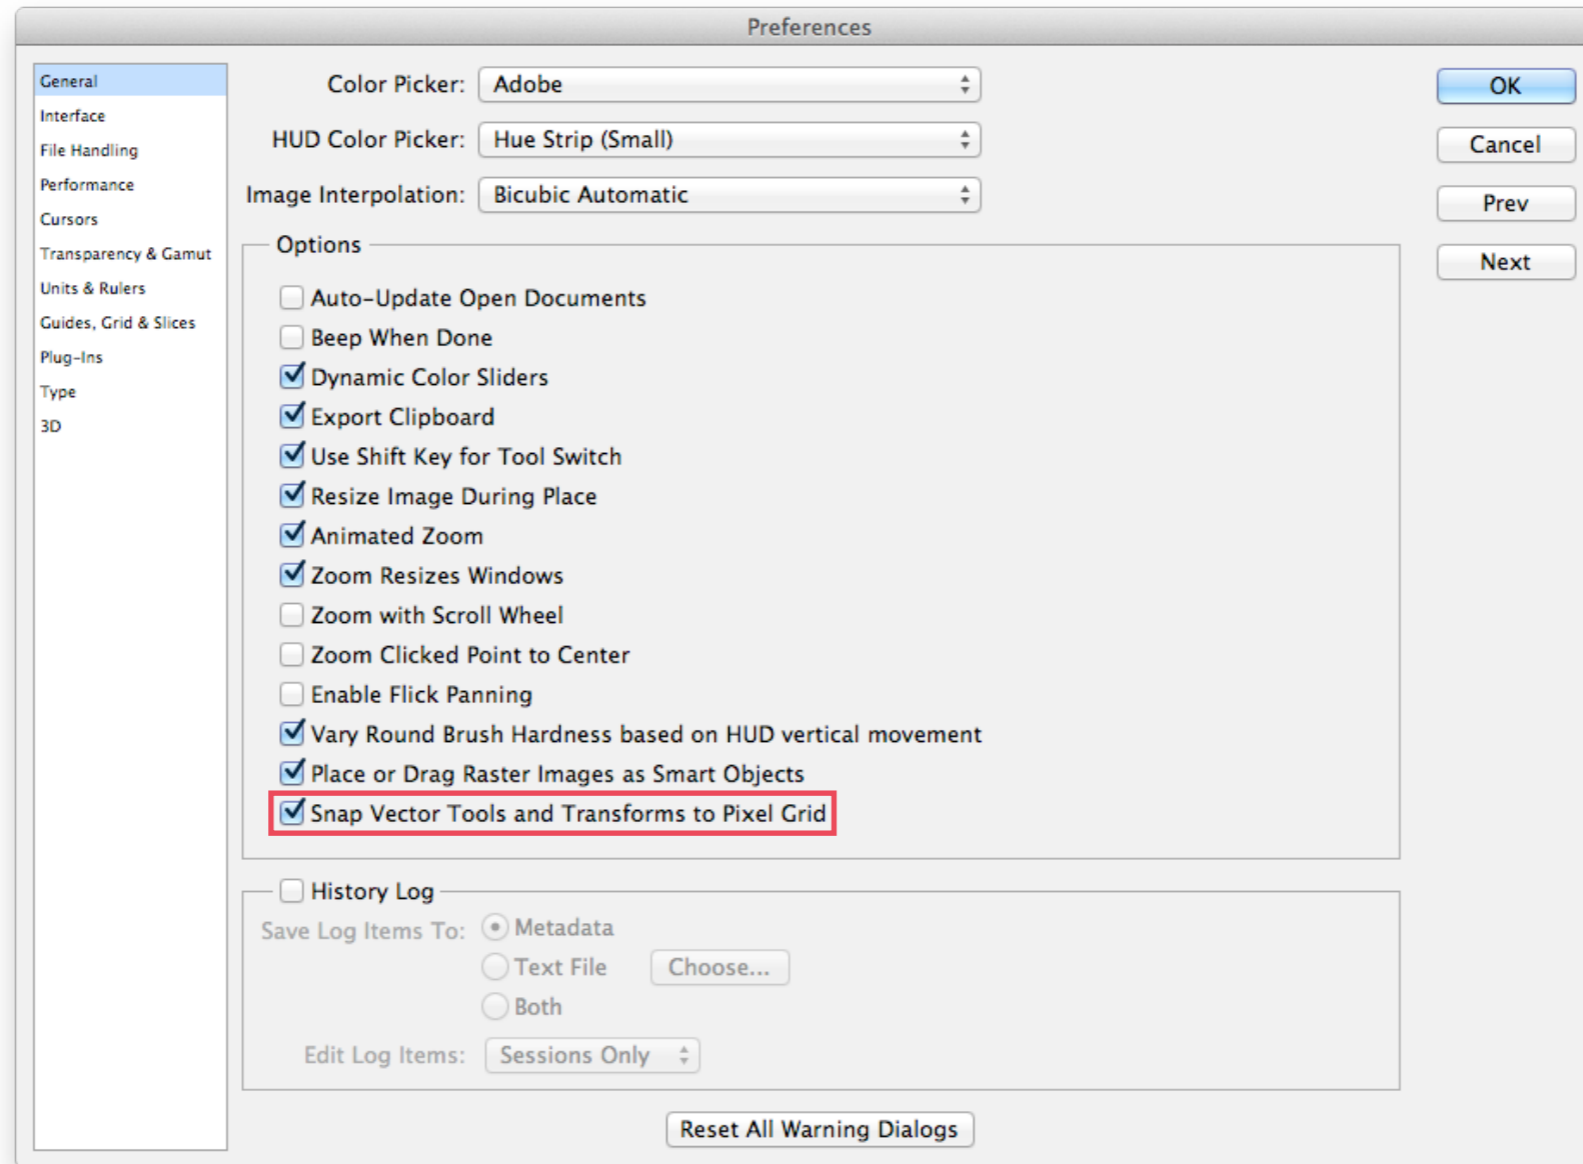 Preferences
General
Interface
File Handling
Performance
Cursors
Transparency & Gamut
Units & Rulers
Guides, Grid & Slices
Plug-Ins
Type
3D
Color Picker: Adobe
HUD Color Picker: Hue Strip (Small)
Image Interpolation: Bicubic Automatic
Options
Auto-Update Open Documents
Beep When Done
Dynamic Color Sliders
Export Clipboard
Use Shift Key for Tool Switch
Resize Image During Place
Animated Zoom
Zoom Resizes Windows
Zoom with Scroll Wheel
Zoom Clicked Point to Center
Enable Flick Panning
Vary Round Brush Hardness based on HUD vertical movement
Place or Drag Raster Images as Smart Objects
Snap Vector Tools and Transforms to Pixel Grid
History Log
Save Log Items To: Metadata
Text File Choose...
Both
Edit Log Items: Sessions Only
Reset All Warning Dialogs
OK
Cancel
Prev
Next